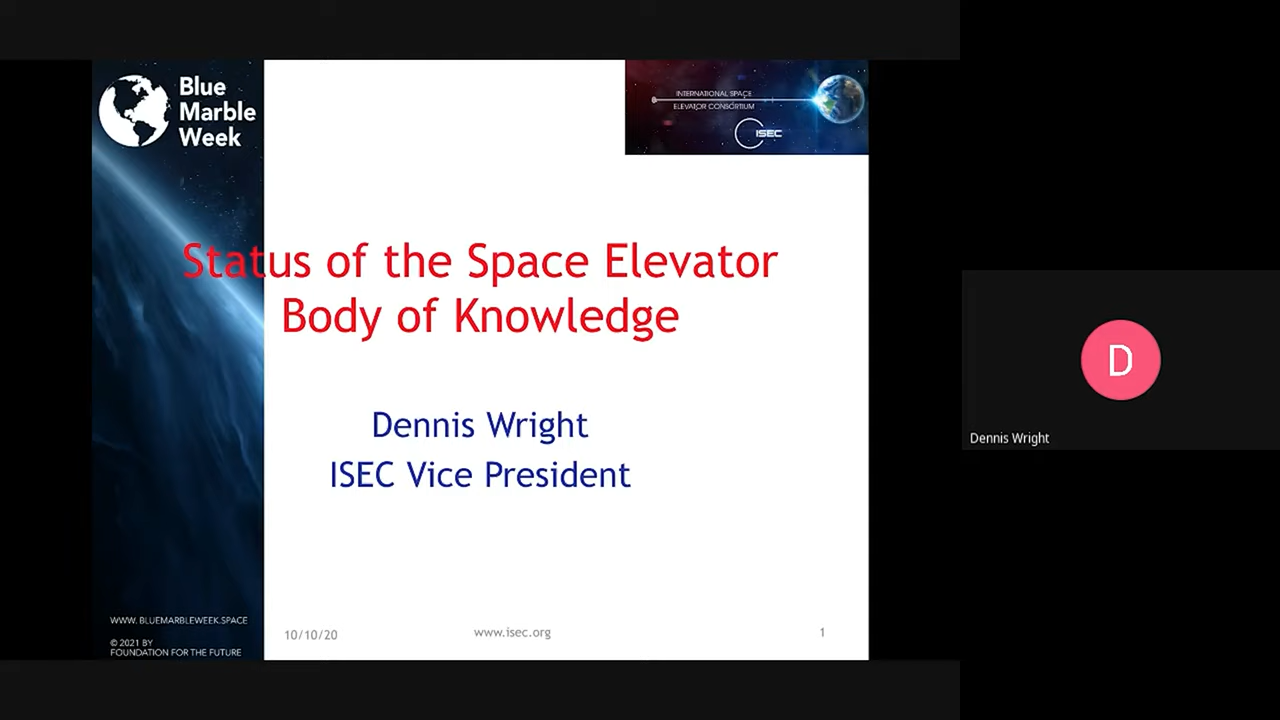 Blue
Marble
Week
INTERNATIONAL SPACE
ELEVATOR CONSORTIUM
ISEC
Status of the Space Elevator
Body of Knowledge
Dennis Wright
ISEC Vice President
WWW. BLUEMARBLEWEEK.SPACE
© 2021 BY
FOUNDATION FOR THE FUTURE
10/10/20
www.isec.org
1
D
Dennis Wright